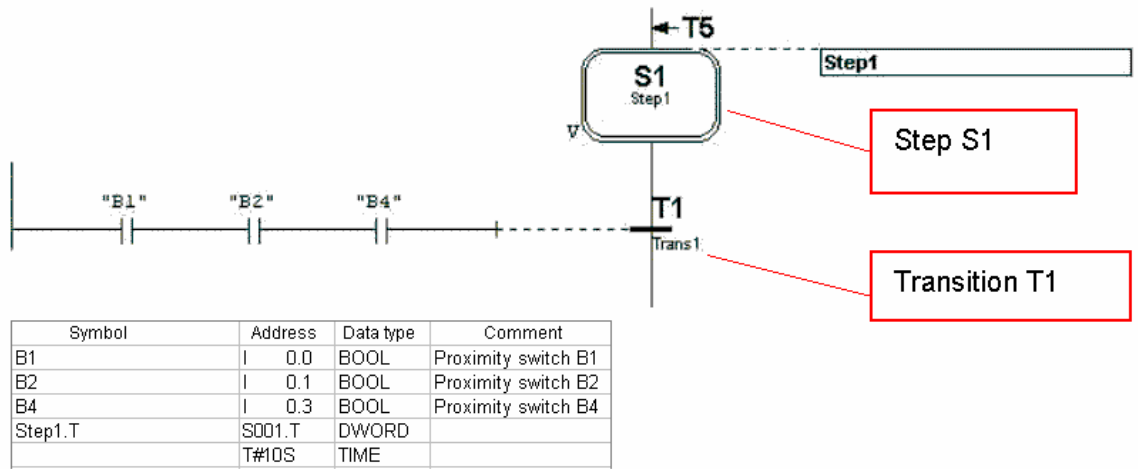 T5
Step1
S1
Step1
V
Step S1
"B1" "B2" "B4"
T1
Trans1
Transition T1
Symbol Address Data type Comment
B1 I 0.0 BOOL Proximity switch B1
B2 I 0.1 BOOL Proximity switch B2
B4 I 0.3 BOOL Proximity switch B4
Step1.T S001.T DWORD
T#10S TIME